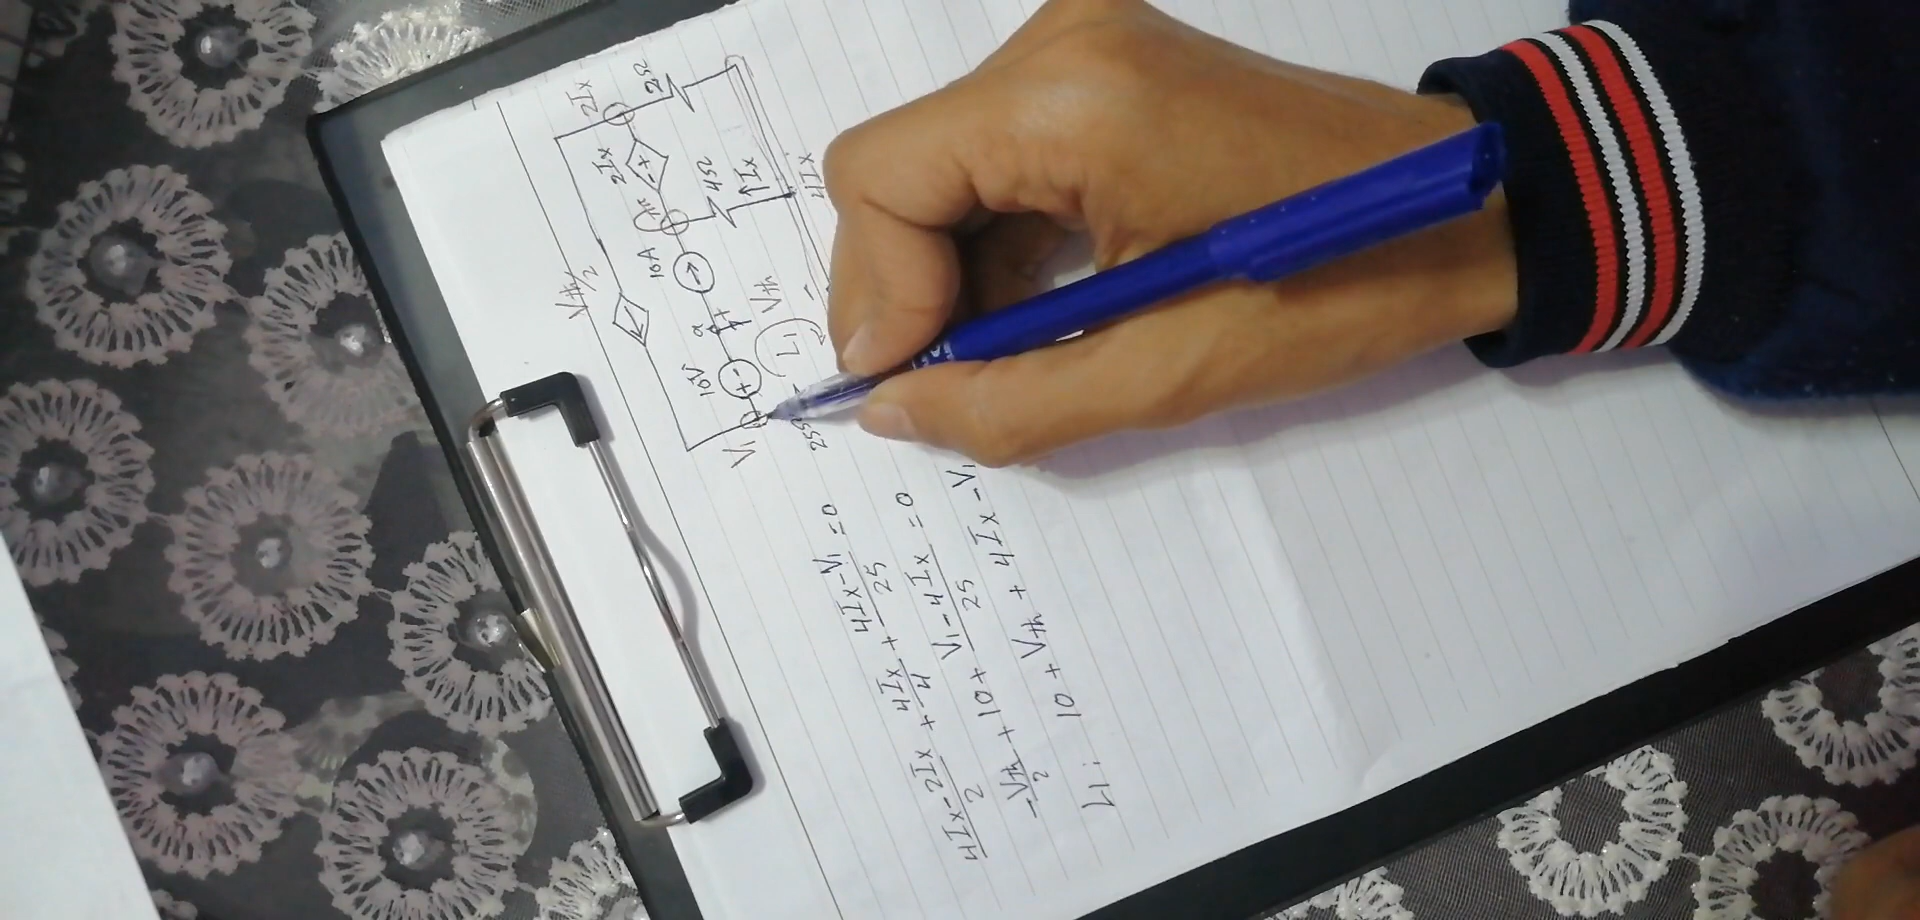 Vth/2
2Ix
2Ix
10V
a
10A
2Ω
V1
+ -
+
- +
4Ω
Ix
L1
Vth
-
4Ix
4Ix-2Ix/2 + 4Ix/4 + 4Ix-V1/25 = 0
-Vth/2 + 10 + V1-4Ix/25 = 0
L1: 10 + Vth + 4Ix - V1